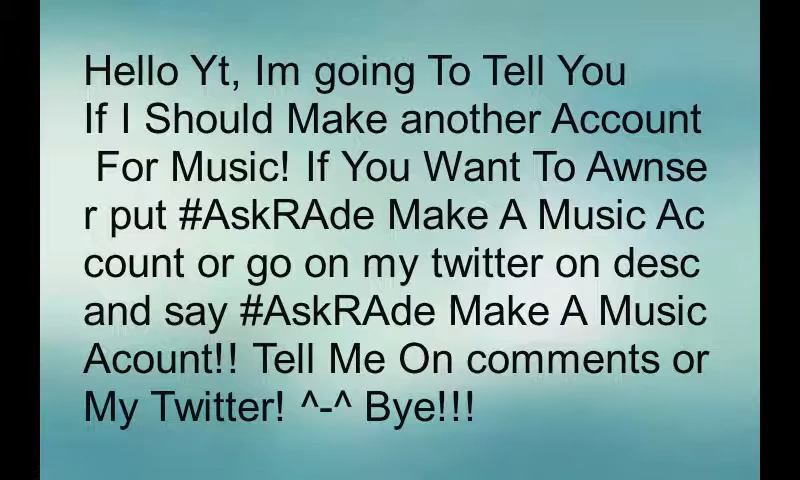 Hello Yt, Im going To Tell You
If I Should Make another Account
For Music! If You Want To Awnse
r put #AskRAde Make A Music Ac
count or go on my twitter on desc
and say #AskRAde Make A Music
Acount!! Tell Me On comments or
My Twitter! ^-^ Bye!!!